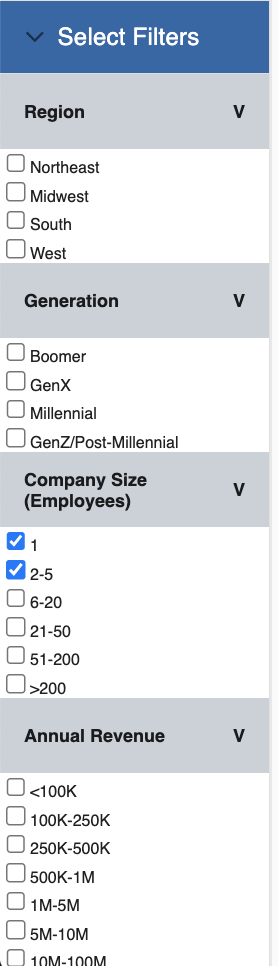 Select Filters
Region V
Northeast
Midwest
South
West
Generation V
Boomer
GenX
Millennial
GenZ/Post-Millennial
Company Size
(Employees) V
1
2-5
6-20
21-50
51-200
>200
Annual Revenue V
<100K
100K-250K
250K-500K
500K-1M
1M-5M
5M-10M
10M-100M